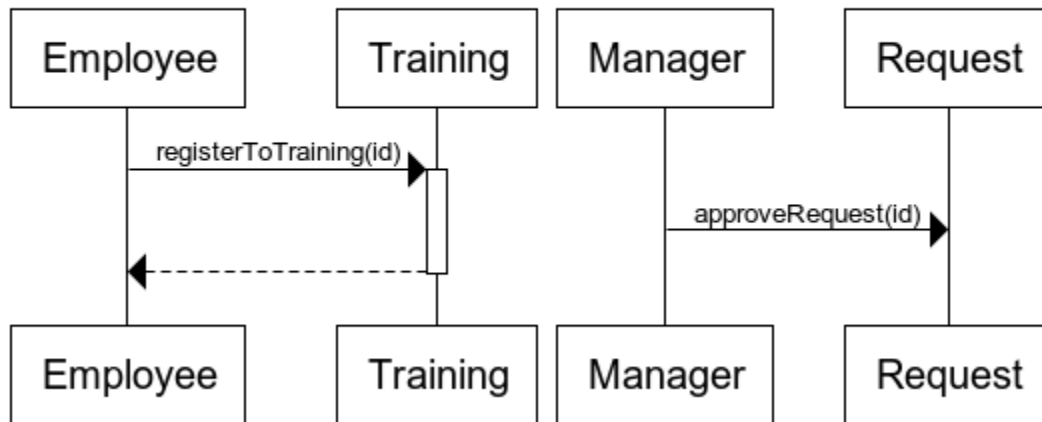 Employee
Training
Manager
Request
registerToTraining(id)
approveRequest(id)
Employee
Training
Manager
Request